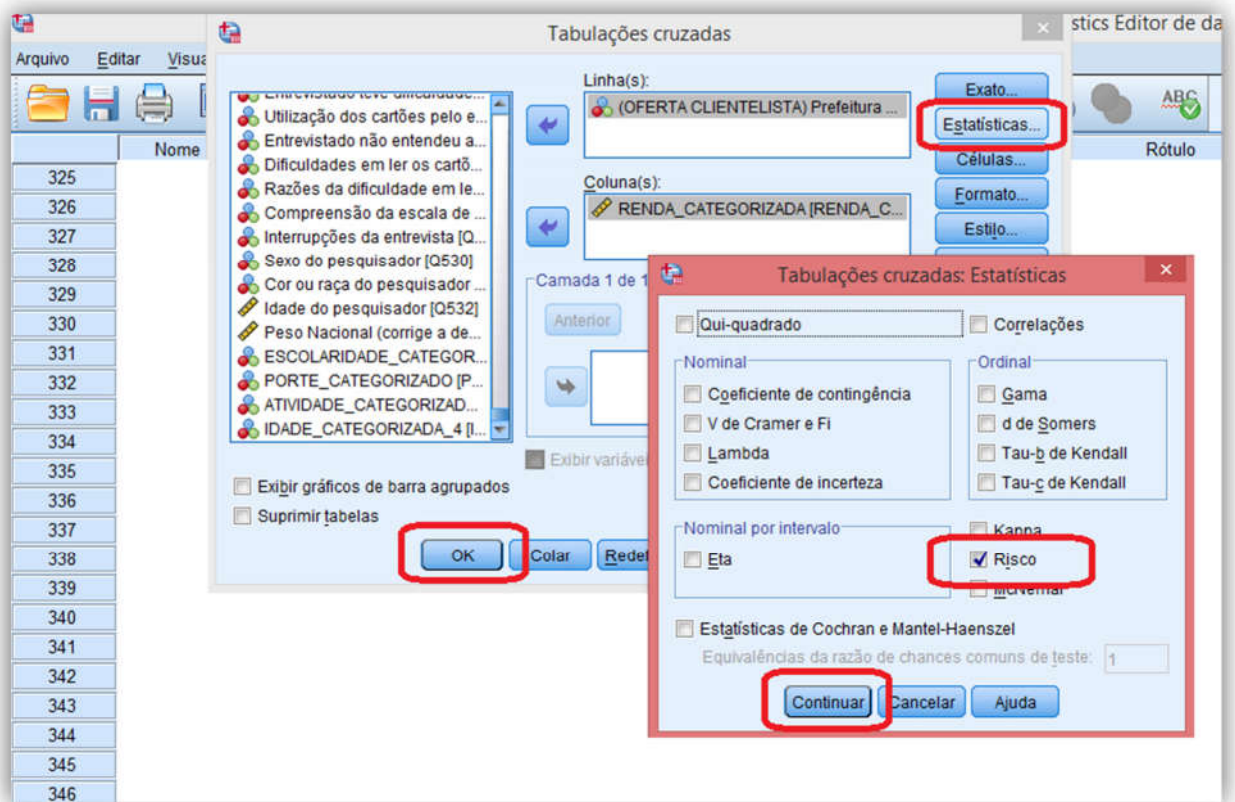 Tabulações cruzadas
stics Editor de da
Arquivo Editar Visua
Nome
Rótulo
325
326
327
328
329
330
331
332
333
334
335
336
337
338
339
340
341
342
343
344
345
346
Entrevistado teve dificuldade...
Utilização dos cartões pelo e...
Entrevistado não entendeu a...
Dificuldades em ler os cartõ...
Razões da dificuldade em le...
Compreensão da escala de ...
Interrupções da entrevista [Q...
Sexo do pesquisador [Q530]
Cor ou raça do pesquisador ...
Idade do pesquisador [Q532]
Peso Nacional (corrige a de...
ESCOLARIDADE_CATEGOR...
PORTE_CATEGORIZADO [P...
ATIVIDADE_CATEGORIZAD...
IDADE_CATEGORIZADA_4 [I...
Linha(s):
(OFERTA CLIENTELISTA) Prefeitura ...
Coluna(s):
RENDA_CATEGORIZADA [RENDA_C...
Camada 1 de 1
Anterior
Exibir variávei
Exato...
Estatísticas...
Células...
Formato...
Estilo...
ABC
Exibir gráficos de barra agrupados
Suprimir tabelas
OK Colar Redef
Tabulações cruzadas: Estatísticas
Qui-quadrado
Correlações
Nominal
Coeficiente de contingência
V de Cramer e Fi
Lambda
Coeficiente de incerteza
Ordinal
Gama
d de Somers
Tau-b de Kendall
Tau-c de Kendall
Nominal por intervalo
Eta
Kappa
Risco
McNemar
Estatísticas de Cochran e Mantel-Haenszel
Equivalências da razão de chances comuns de teste: 1
Continuar Cancelar Ajuda